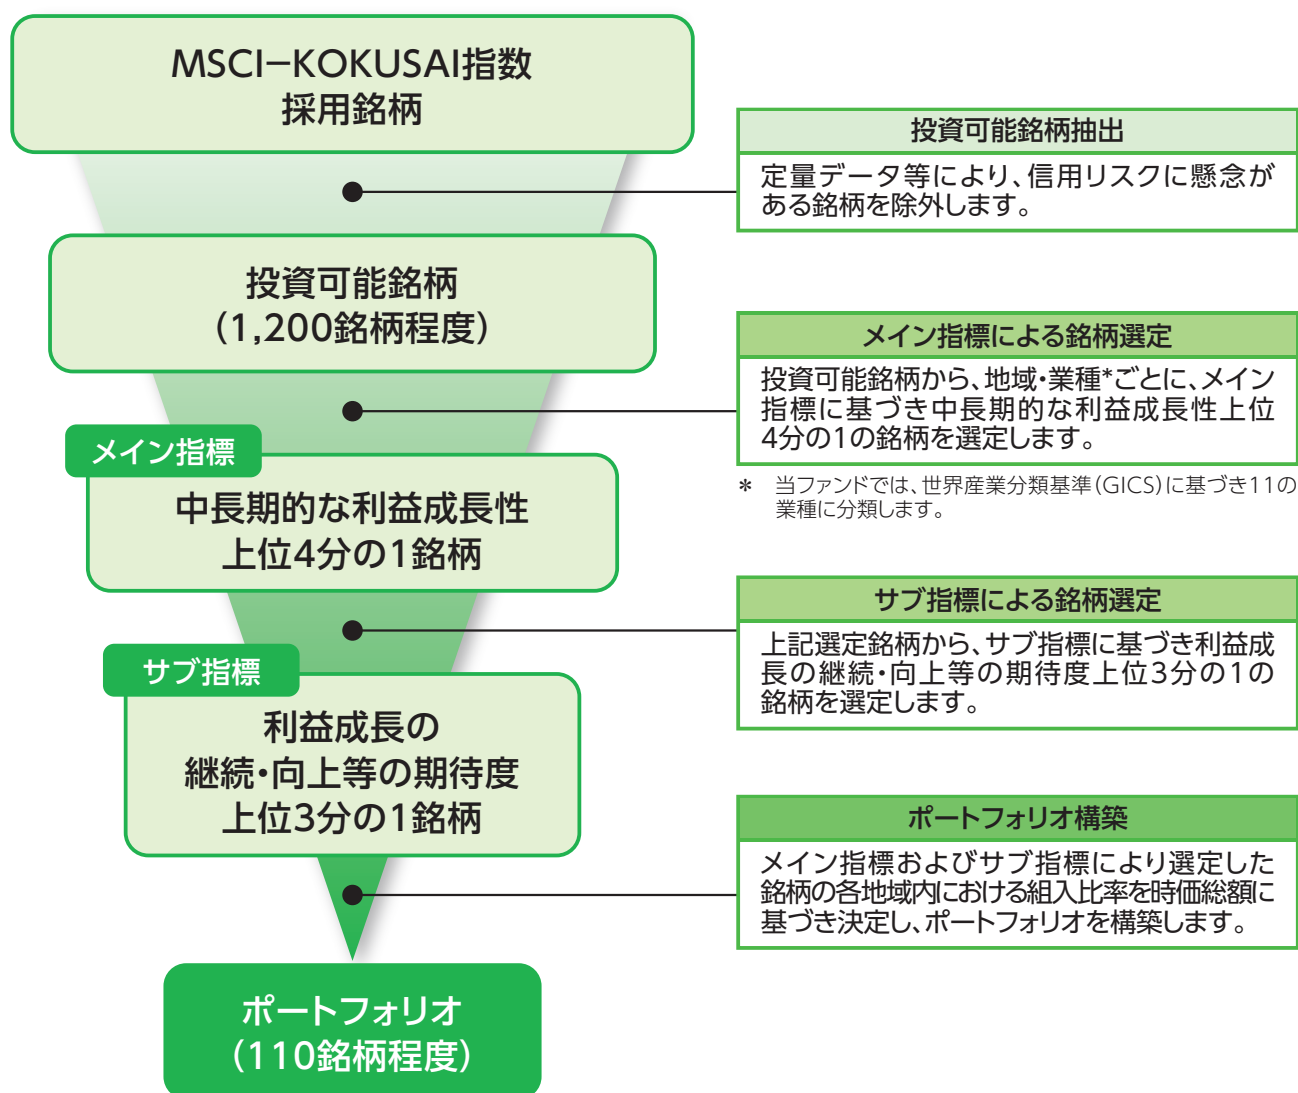 MSCI－KOKUSAI指数
採用銘柄
投資可能銘柄抽出
定量データ等により、信用リスクに懸念が
ある銘柄を除外します。
投資可能銘柄
（1,200銘柄程度）
メイン指標による銘柄選定
投資可能銘柄から、地域・業種*ごとに、メイン
指標に基づき中長期的な利益成長性上位
4分の1の銘柄を選定します。
* 当ファンドでは、世界産業分類基準（GICS）に基づき11の
業種に分類します。
メイン指標
中長期的な利益成長性
上位4分の1銘柄
サブ指標による銘柄選定
上記選定銘柄から、サブ指標に基づき利益成
長の継続・向上等の期待度上位3分の1の
銘柄を選定します。
サブ指標
利益成長の
継続・向上等の期待度
上位3分の1銘柄
ポートフォリオ構築
メイン指標およびサブ指標により選定した
銘柄の各地域内における組入比率を時価総額に
基づき決定し、ポートフォリオを構築します。
ポートフォリオ
（110銘柄程度）